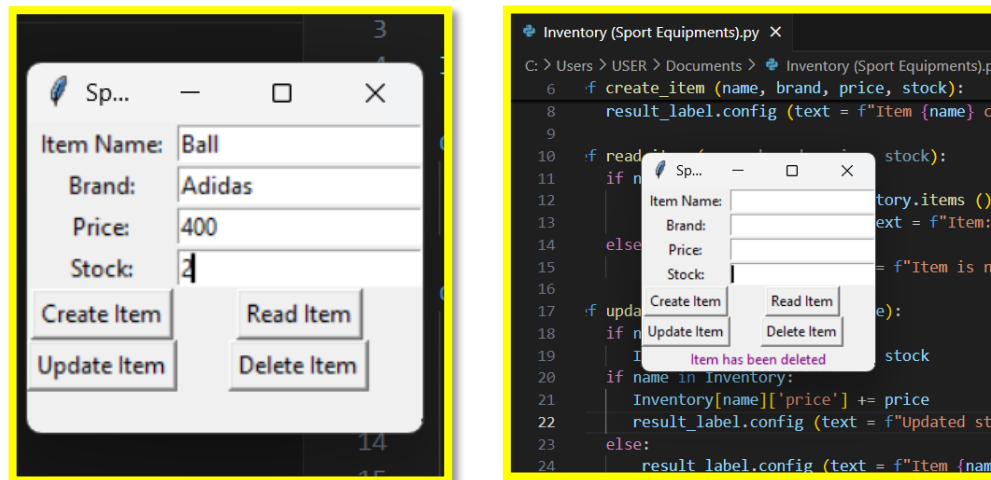 3
Sp...
Item Name: Ball
Brand: Adidas
Price: 400
Stock: 2
Create Item Read Item
Update Item Delete Item
14
Inventory (Sport Equipments).py
C: > Users > USER > Documents > Inventory (Sport Equipments).p
6 f create_item (name, brand, price, stock):
8 result_label.config (text = f"Item {name} c
9
10 f read stock):
11 if n
12 tory.items ()
13 ext = f"Item:
14 else
15 = f"Item is n
16
17 f upda e):
18 if n
19 I stock
20 if name in Inventory:
21 Inventory[name]['price'] += price
22 result_label.config (text = f"Updated st
23 else:
24 result label.config (text = f"Item {nam
Sp...
Item Name:
Brand:
Price:
Stock:
Create Item Read Item
Update Item Delete Item
Item has been deleted